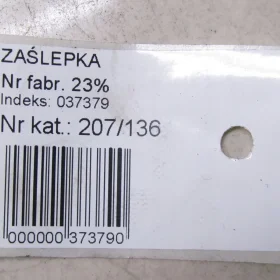 ZAŚLEPKA
Nr fabr. 23%
Indeks: 037379
Nr kat.: 207/136
000000 373790